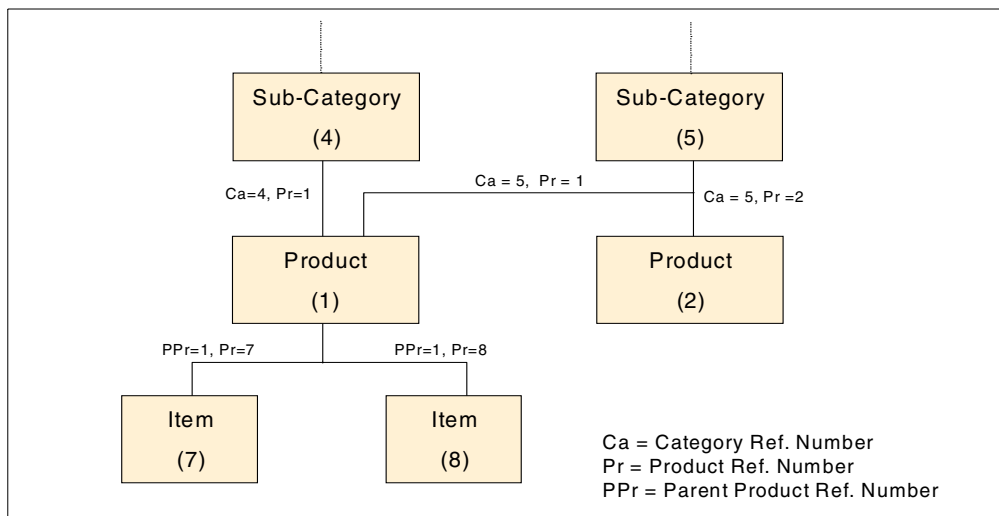 Sub-Category
(4)
Sub-Category
(5)
Ca=4, Pr=1
Ca = 5,  Pr = 1
Ca = 5, Pr =2
Product
(1)
Product
(2)
PPr=1, Pr=7
PPr=1, Pr=8
Item
(7)
Item
(8)
Ca = Category Ref. Number
Pr = Product Ref. Number
PPr = Parent Product Ref. Number